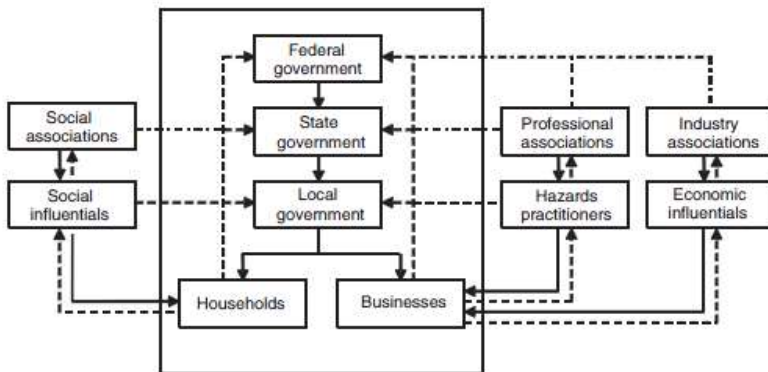 Federal
government
Social
associations
State
government
Professional
associations
Industry
associations
Social
influentials
Local
government
Hazards
practitioners
Economic
influentials
Households
Businesses